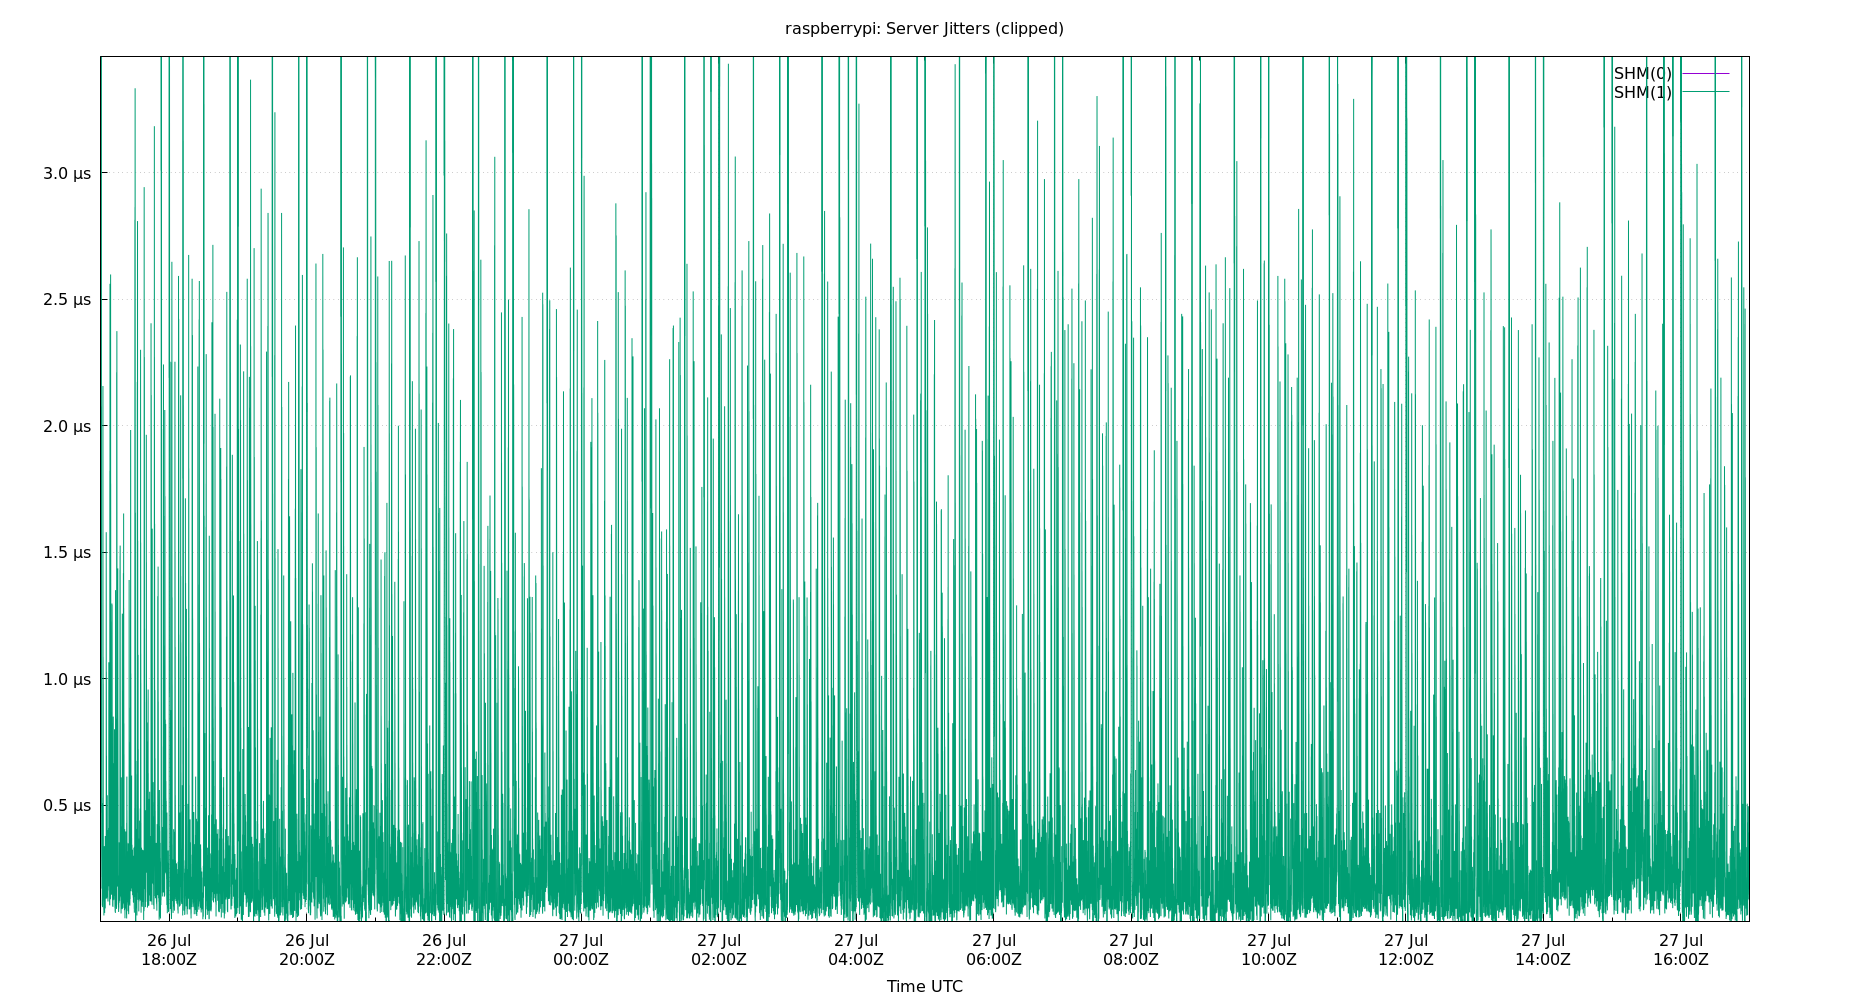 raspberrypi: Server Jitters (clipped)
SHM(0)
SHM(1)
3.0 µs
2.5 µs
2.0 µs
1.5 µs
1.0 µs
0.5 µs
26 Jul 26 Jul 26 Jul 27 Jul 27 Jul 27 Jul 27 Jul 27 Jul 27 Jul 27 Jul 27 Jul 27 Jul
18:00Z 20:00Z 22:00Z 00:00Z 02:00Z 04:00Z 06:00Z 08:00Z 10:00Z 12:00Z 14:00Z 16:00Z
Time UTC